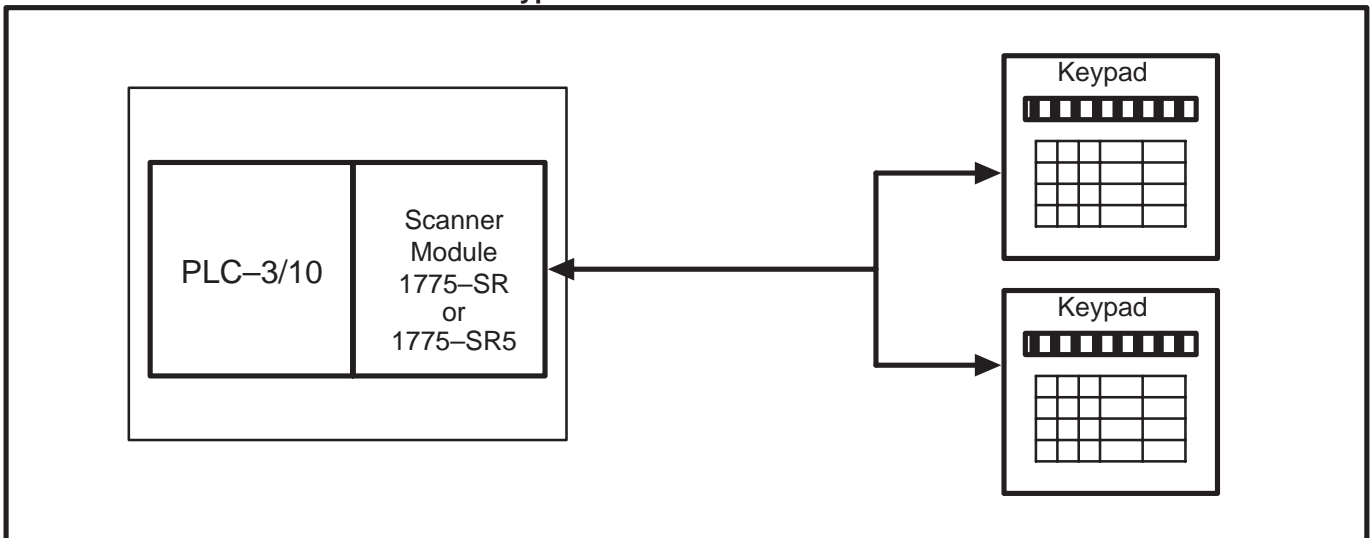 PLC–3/10
Scanner
Module
1775–SR
or
1775–SR5
Keypad
Keypad